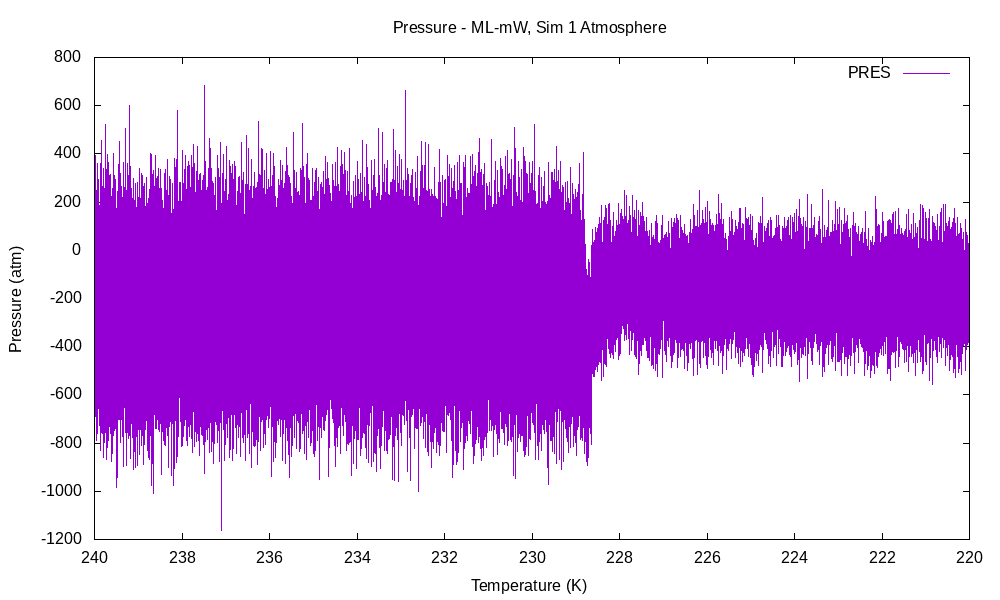 Pressure - ML-mW, Sim 1 Atmosphere
PRES
800
600
400
200
0
-200
-400
-600
-800
-1000
-1200
Pressure (atm)
240 238 236 234 232 230 228 226 224 222 220
Temperature (K)